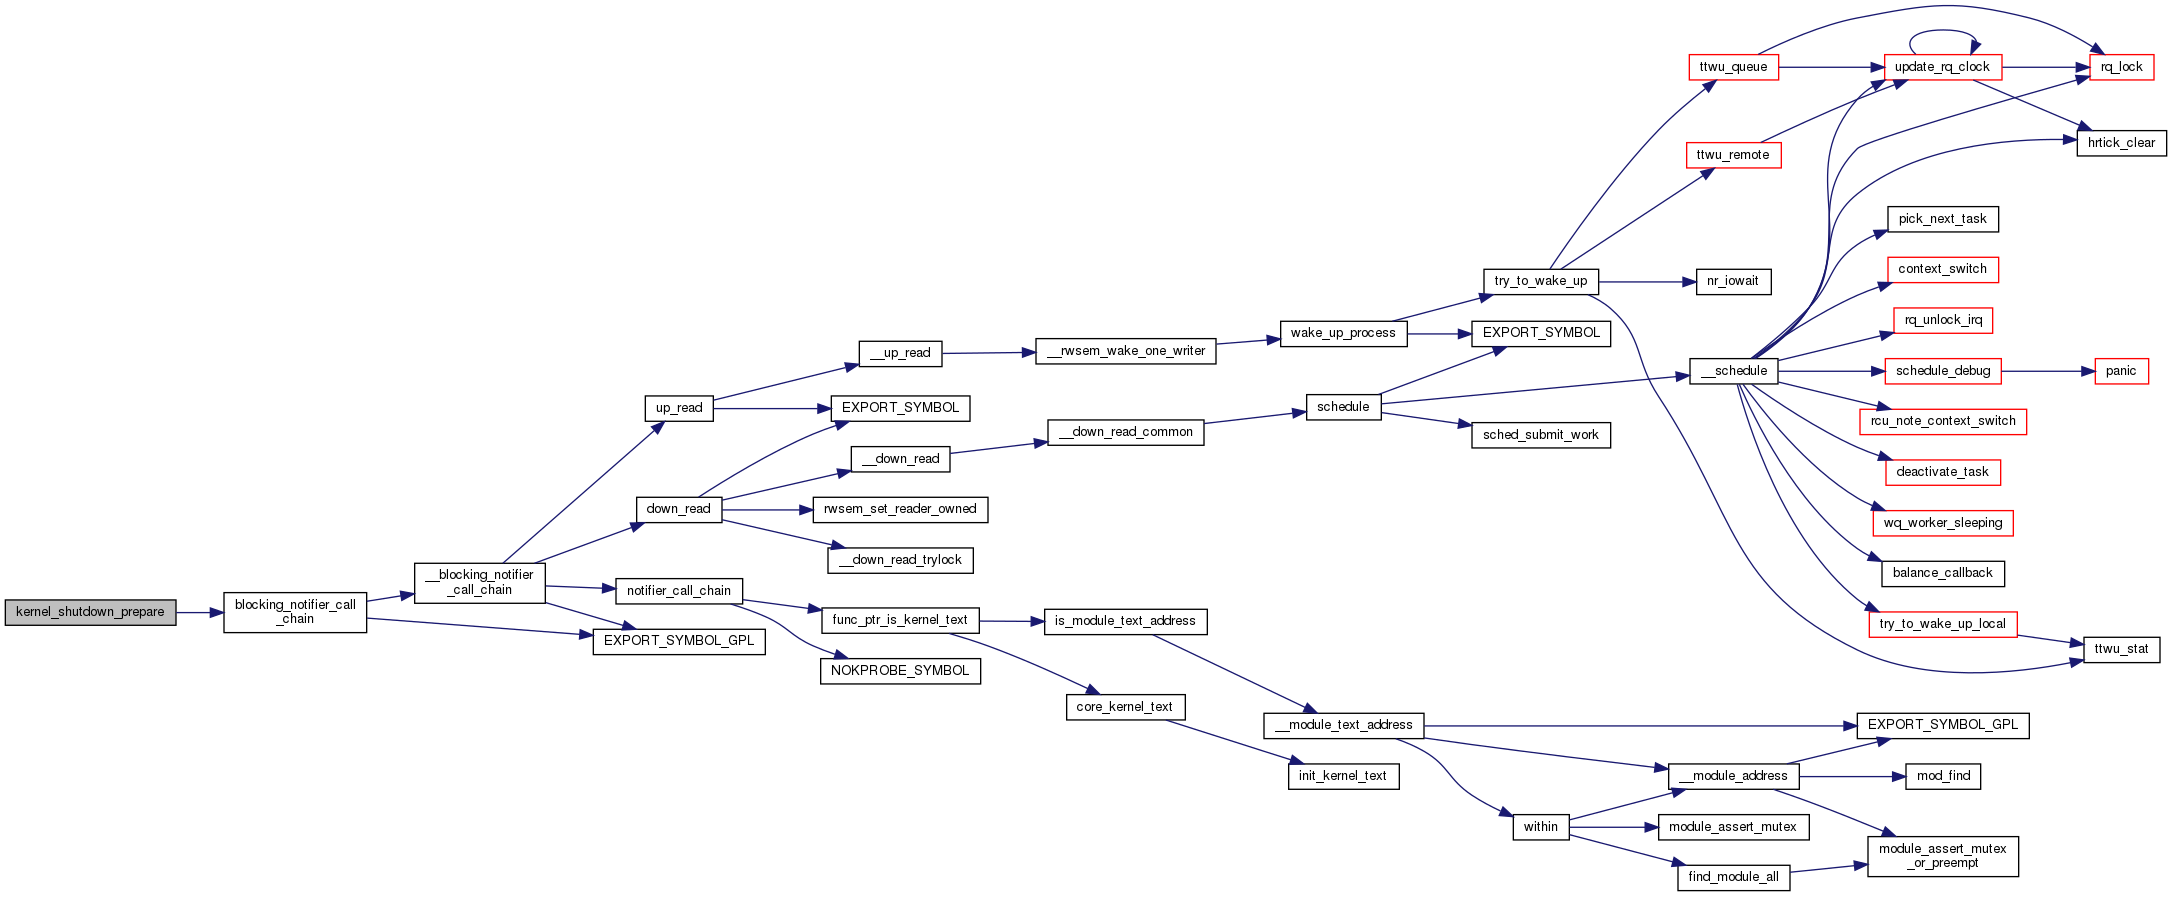 kernel_shutdown_prepare
blocking_notifier_call
_chain
__blocking_notifier
_call_chain
EXPORT_SYMBOL_GPL
up_read
down_read
notifier_call_chain
__up_read
EXPORT_SYMBOL
__down_read
rwsem_set_reader_owned
__down_read_trylock
func_ptr_is_kernel_text
NOKPROBE_SYMBOL
__rwsem_wake_one_writer
__down_read_common
is_module_text_address
core_kernel_text
wake_up_process
schedule
__module_text_address
init_kernel_text
try_to_wake_up
EXPORT_SYMBOL
sched_submit_work
within
ttwu_queue
ttwu_remote
nr_iowait
__schedule
__module_address
module_assert_mutex
find_module_all
update_rq_clock
pick_next_task
context_switch
rq_unlock_irq
schedule_debug
rcu_note_context_switch
deactivate_task
wq_worker_sleeping
balance_callback
try_to_wake_up_local
EXPORT_SYMBOL_GPL
mod_find
module_assert_mutex
_or_preempt
rq_lock
hrtick_clear
panic
ttwu_stat